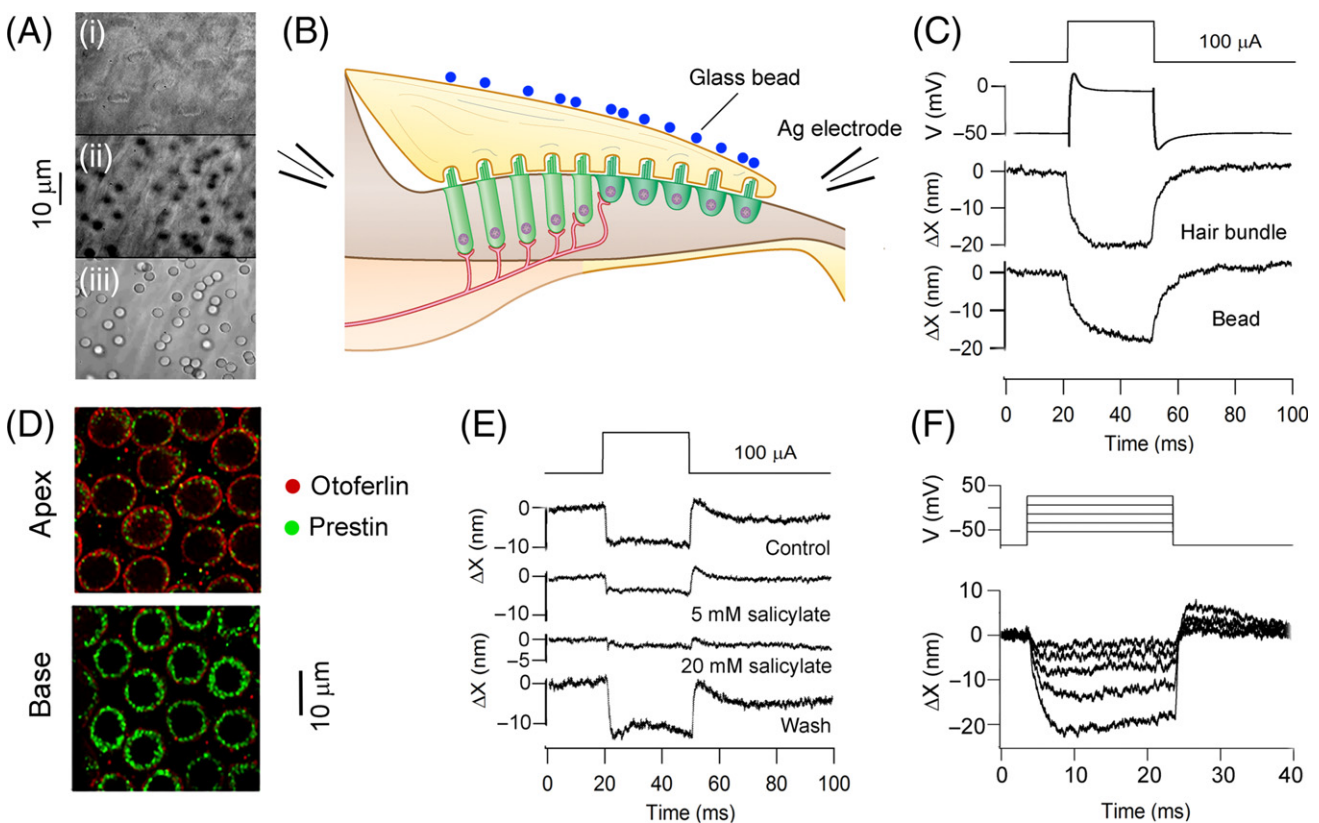 (A)
(i)
(ii)
(iii)
10 μm
(B)
Glass bead
Ag electrode
(C)
100 μA
V (mV)
0
−50
ΔX (nm)
0
−10
−20
Hair bundle
ΔX (nm)
0
−10
−20
Bead
0 20 40 60 80 100
Time (ms)
(D)
Apex
Base
Otoferlin
Prestin
10 μm
(E)
100 μA
ΔX (nm)
0
−10
Control
0
−10
5 mM salicylate
ΔX (nm)
0
−5
20 mM salicylate
0
−10
Wash
0 20 40 60 80 100
Time (ms)
(F)
V (mV)
50
−50
ΔX (nm)
10
0
−10
−20
0 10 20 30 40
Time (ms)